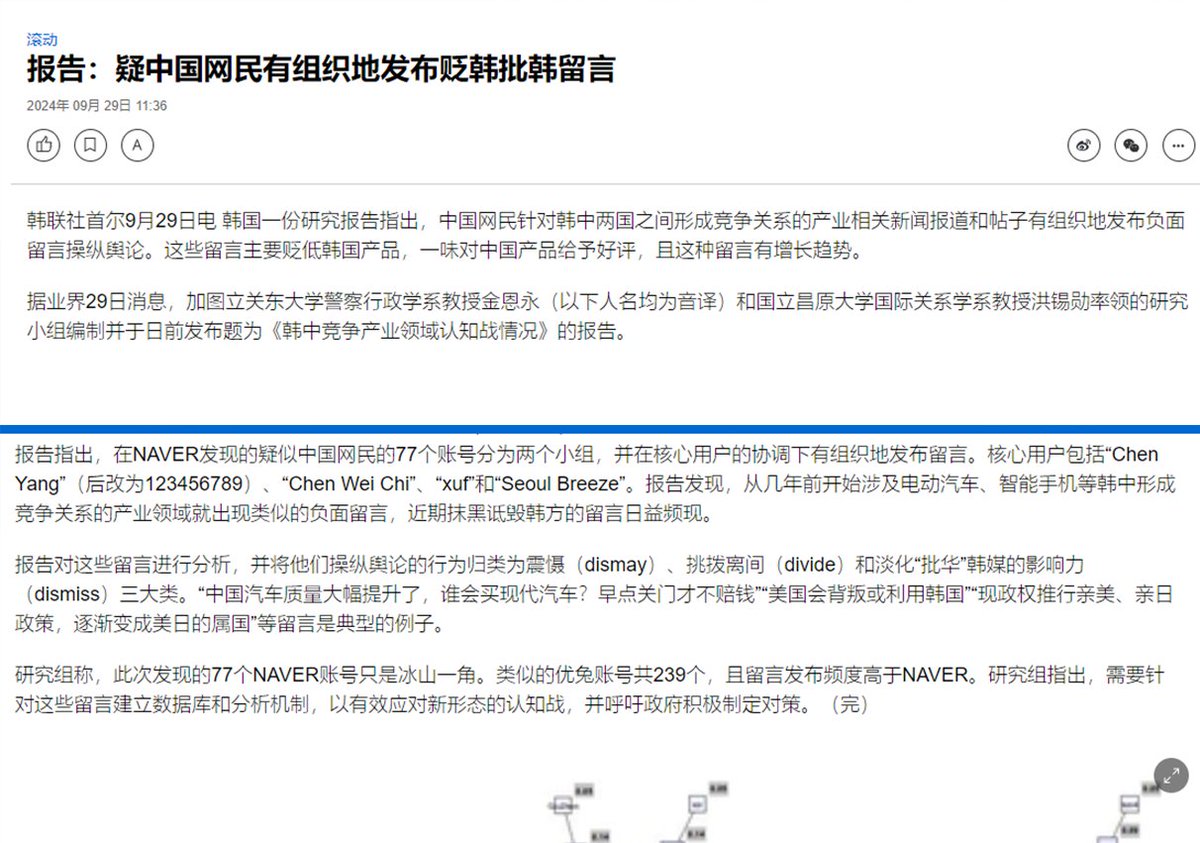 滚动
报告：疑中国网民有组织地发布贬韩批韩留言
2024年 09月 29日 11:36
A
韩联社首尔9月29日电 韩国一份研究报告指出，中国网民针对韩中两国之间形成竞争关系的产业相关新闻报道和帖子有组织地发布负面
留言操纵舆论。这些留言主要贬低韩国产品，一味对中国产品给予好评，且这种留言有增长趋势。
据业界29日消息，加图立关东大学警察行政学系教授金恩永（以下人名均为音译）和国立昌原大学国际关系学系教授洪锡勋率领的研究
小组编制并于日前发布题为《韩中竞争产业领域认知战情况》的报告。
报告指出，在NAVER发现的疑似中国网民的77个账号分为两个小组，并在核心用户的协调下有组织地发布留言。核心用户包括“Chen
Yang”（后改为123456789）、“Chen Wei Chi”、“xuf”和“Seoul Breeze”。报告发现，从几年前开始涉及电动汽车、智能手机等韩中形成
竞争关系的产业领域就出现类似的负面留言，近期抹黑诋毁韩方的留言日益频现。
报告对这些留言进行分析，并将他们操纵舆论的行为归类为震慑（dismay）、挑拨离间（divide）和淡化“批华”韩媒的影响力
（dismiss）三大类。“中国汽车质量大幅提升了，谁会买现代汽车？早点关门才不赔钱”“美国会背叛或利用韩国”“现政权推行亲美、亲日
政策，逐渐变成美日的属国”等留言是典型的例子。
研究组称，此次发现的77个NAVER账号只是冰山一角。类似的优兔账号共239个，且留言发布频度高于NAVER。研究组指出，需要针
对这些留言建立数据库和分析机制，以有效应对新形态的认知战，并呼吁政府积极制定对策。（完）